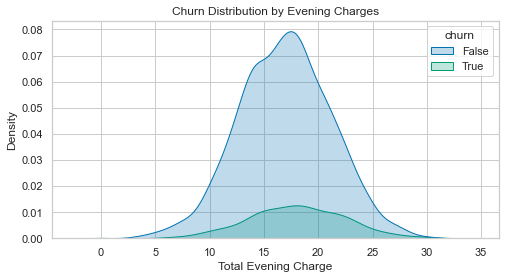 Churn Distribution by Evening Charges
churn
False
True
0.08
0.07
0.06
0.05
0.04
0.03
0.02
0.01
0.00
Density
0 5 10 15 20 25 30 35
Total Evening Charge